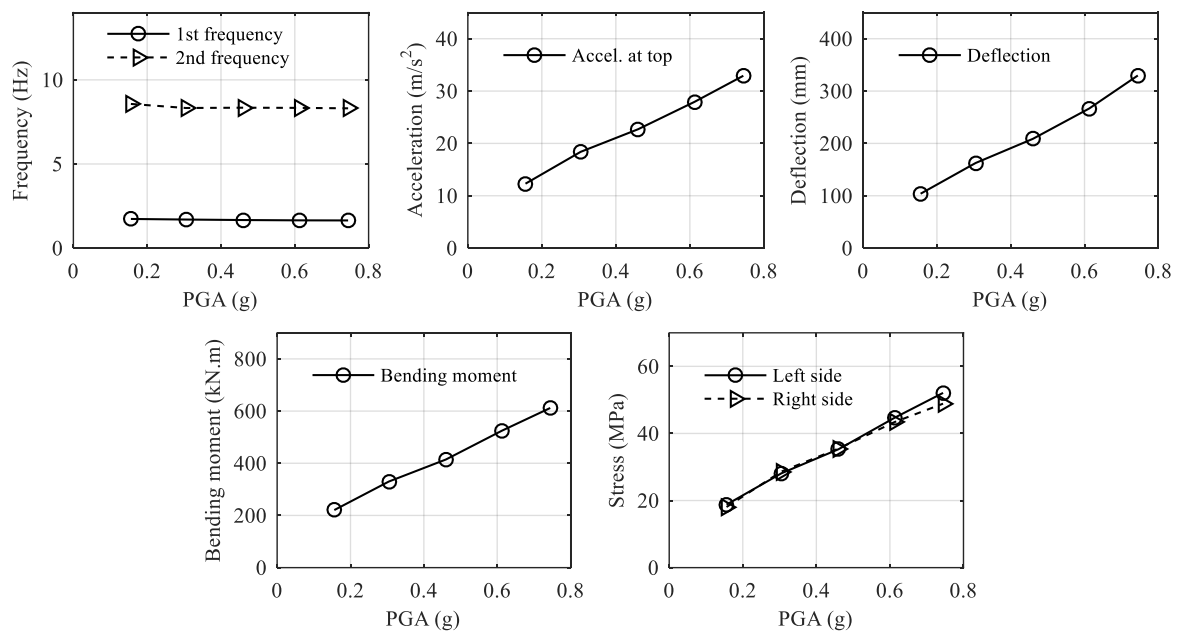 Frequency (Hz)
10
5
0
1st frequency
2nd frequency
0 0.2 0.4 0.6 0.8
PGA (g)
Acceleration (m/s²)
40
30
20
10
0
Accel. at top
0 0.2 0.4 0.6 0.8
PGA (g)
Deflection (mm)
400
300
200
100
0
Deflection
0 0.2 0.4 0.6 0.8
PGA (g)
Bending moment (kN.m)
800
600
400
200
0
Bending moment
0 0.2 0.4 0.6 0.8
PGA (g)
Stress (MPa)
60
40
20
0
Left side
Right side
0 0.2 0.4 0.6 0.8
PGA (g)